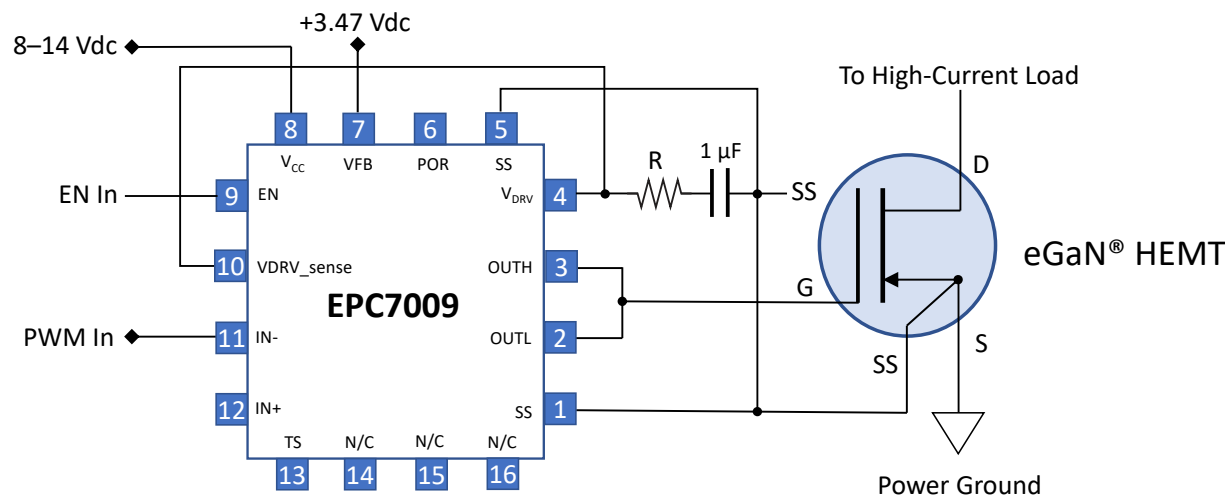 +3.47 Vdc
8–14 Vdc
To High-Current Load
8
7
6
5
V_CC
VFB
POR
SS
R
1 µF
D
EN In
9
EN
V_DRV
4
SS
eGaN® HEMT
10
VDRV_sense
OUTH
3
G
EPC7009
PWM In
11
IN-
OUTL
2
S
SS
12
IN+
SS
1
TS
N/C
N/C
N/C
13
14
15
16
Power Ground